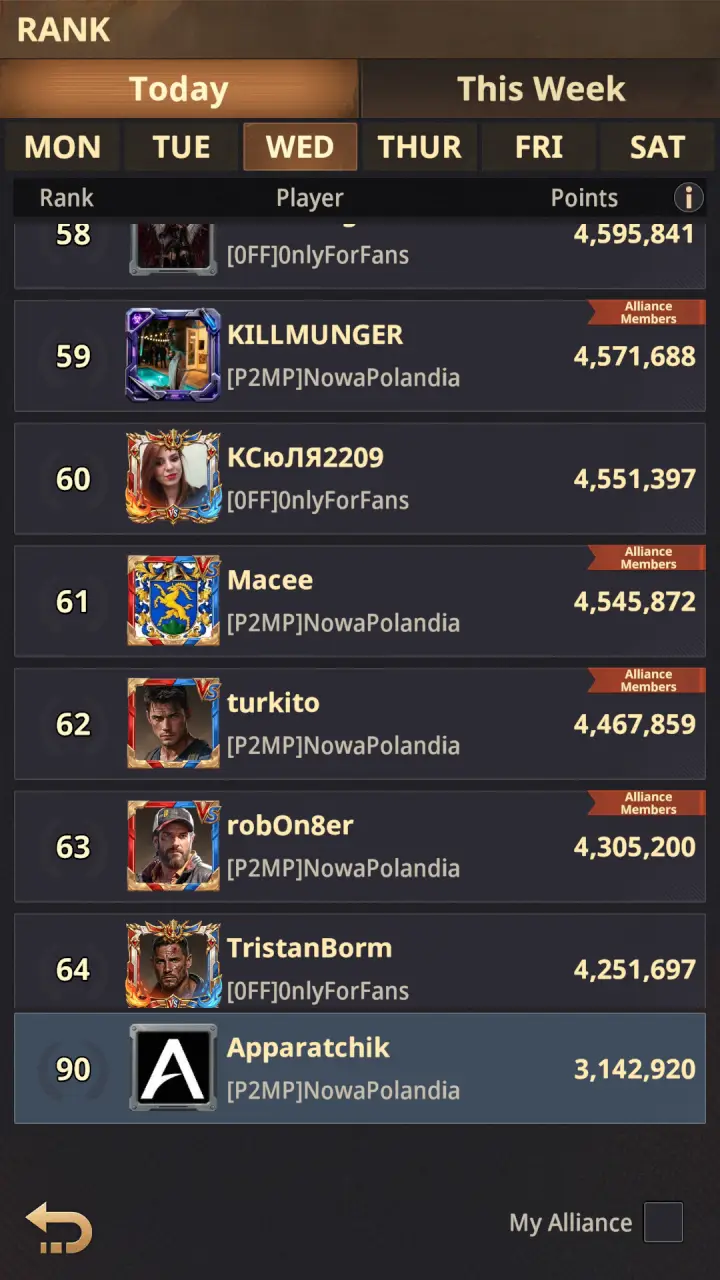 RANK
Today
This Week
MON
TUE
WED
THUR
FRI
SAT
Rank
Player
Points
58
[0FF]0nlyForFans
4,595,841
59
KILLMUNGER
[P2MP]NowaPolandia
Alliance
Members
4,571,688
60
КСюЛЯ2209
[0FF]0nlyForFans
4,551,397
61
Macee
[P2MP]NowaPolandia
Alliance
Members
4,545,872
62
turkito
[P2MP]NowaPolandia
Alliance
Members
4,467,859
63
robOn8er
[P2MP]NowaPolandia
Alliance
Members
4,305,200
64
TristanBorm
[0FF]0nlyForFans
4,251,697
90
Apparatchik
[P2MP]NowaPolandia
3,142,920
My Alliance